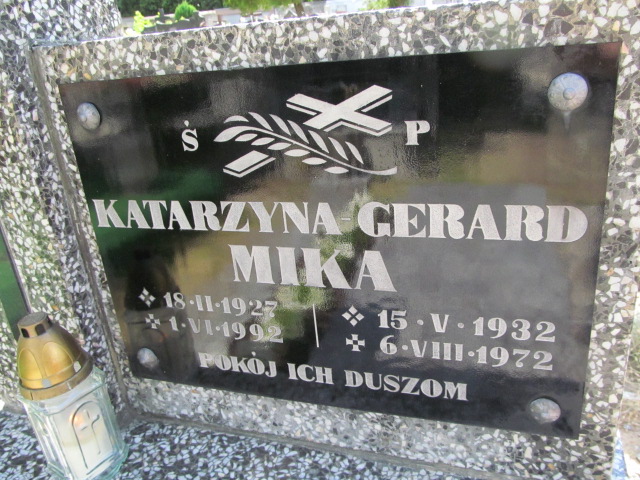 Ś P
KATARZYNA-GERARD
MIKA
18·II·1927 15·V·1932
1·VI·1992 6·VIII·1972
POKÓJ ICH DUSZOM